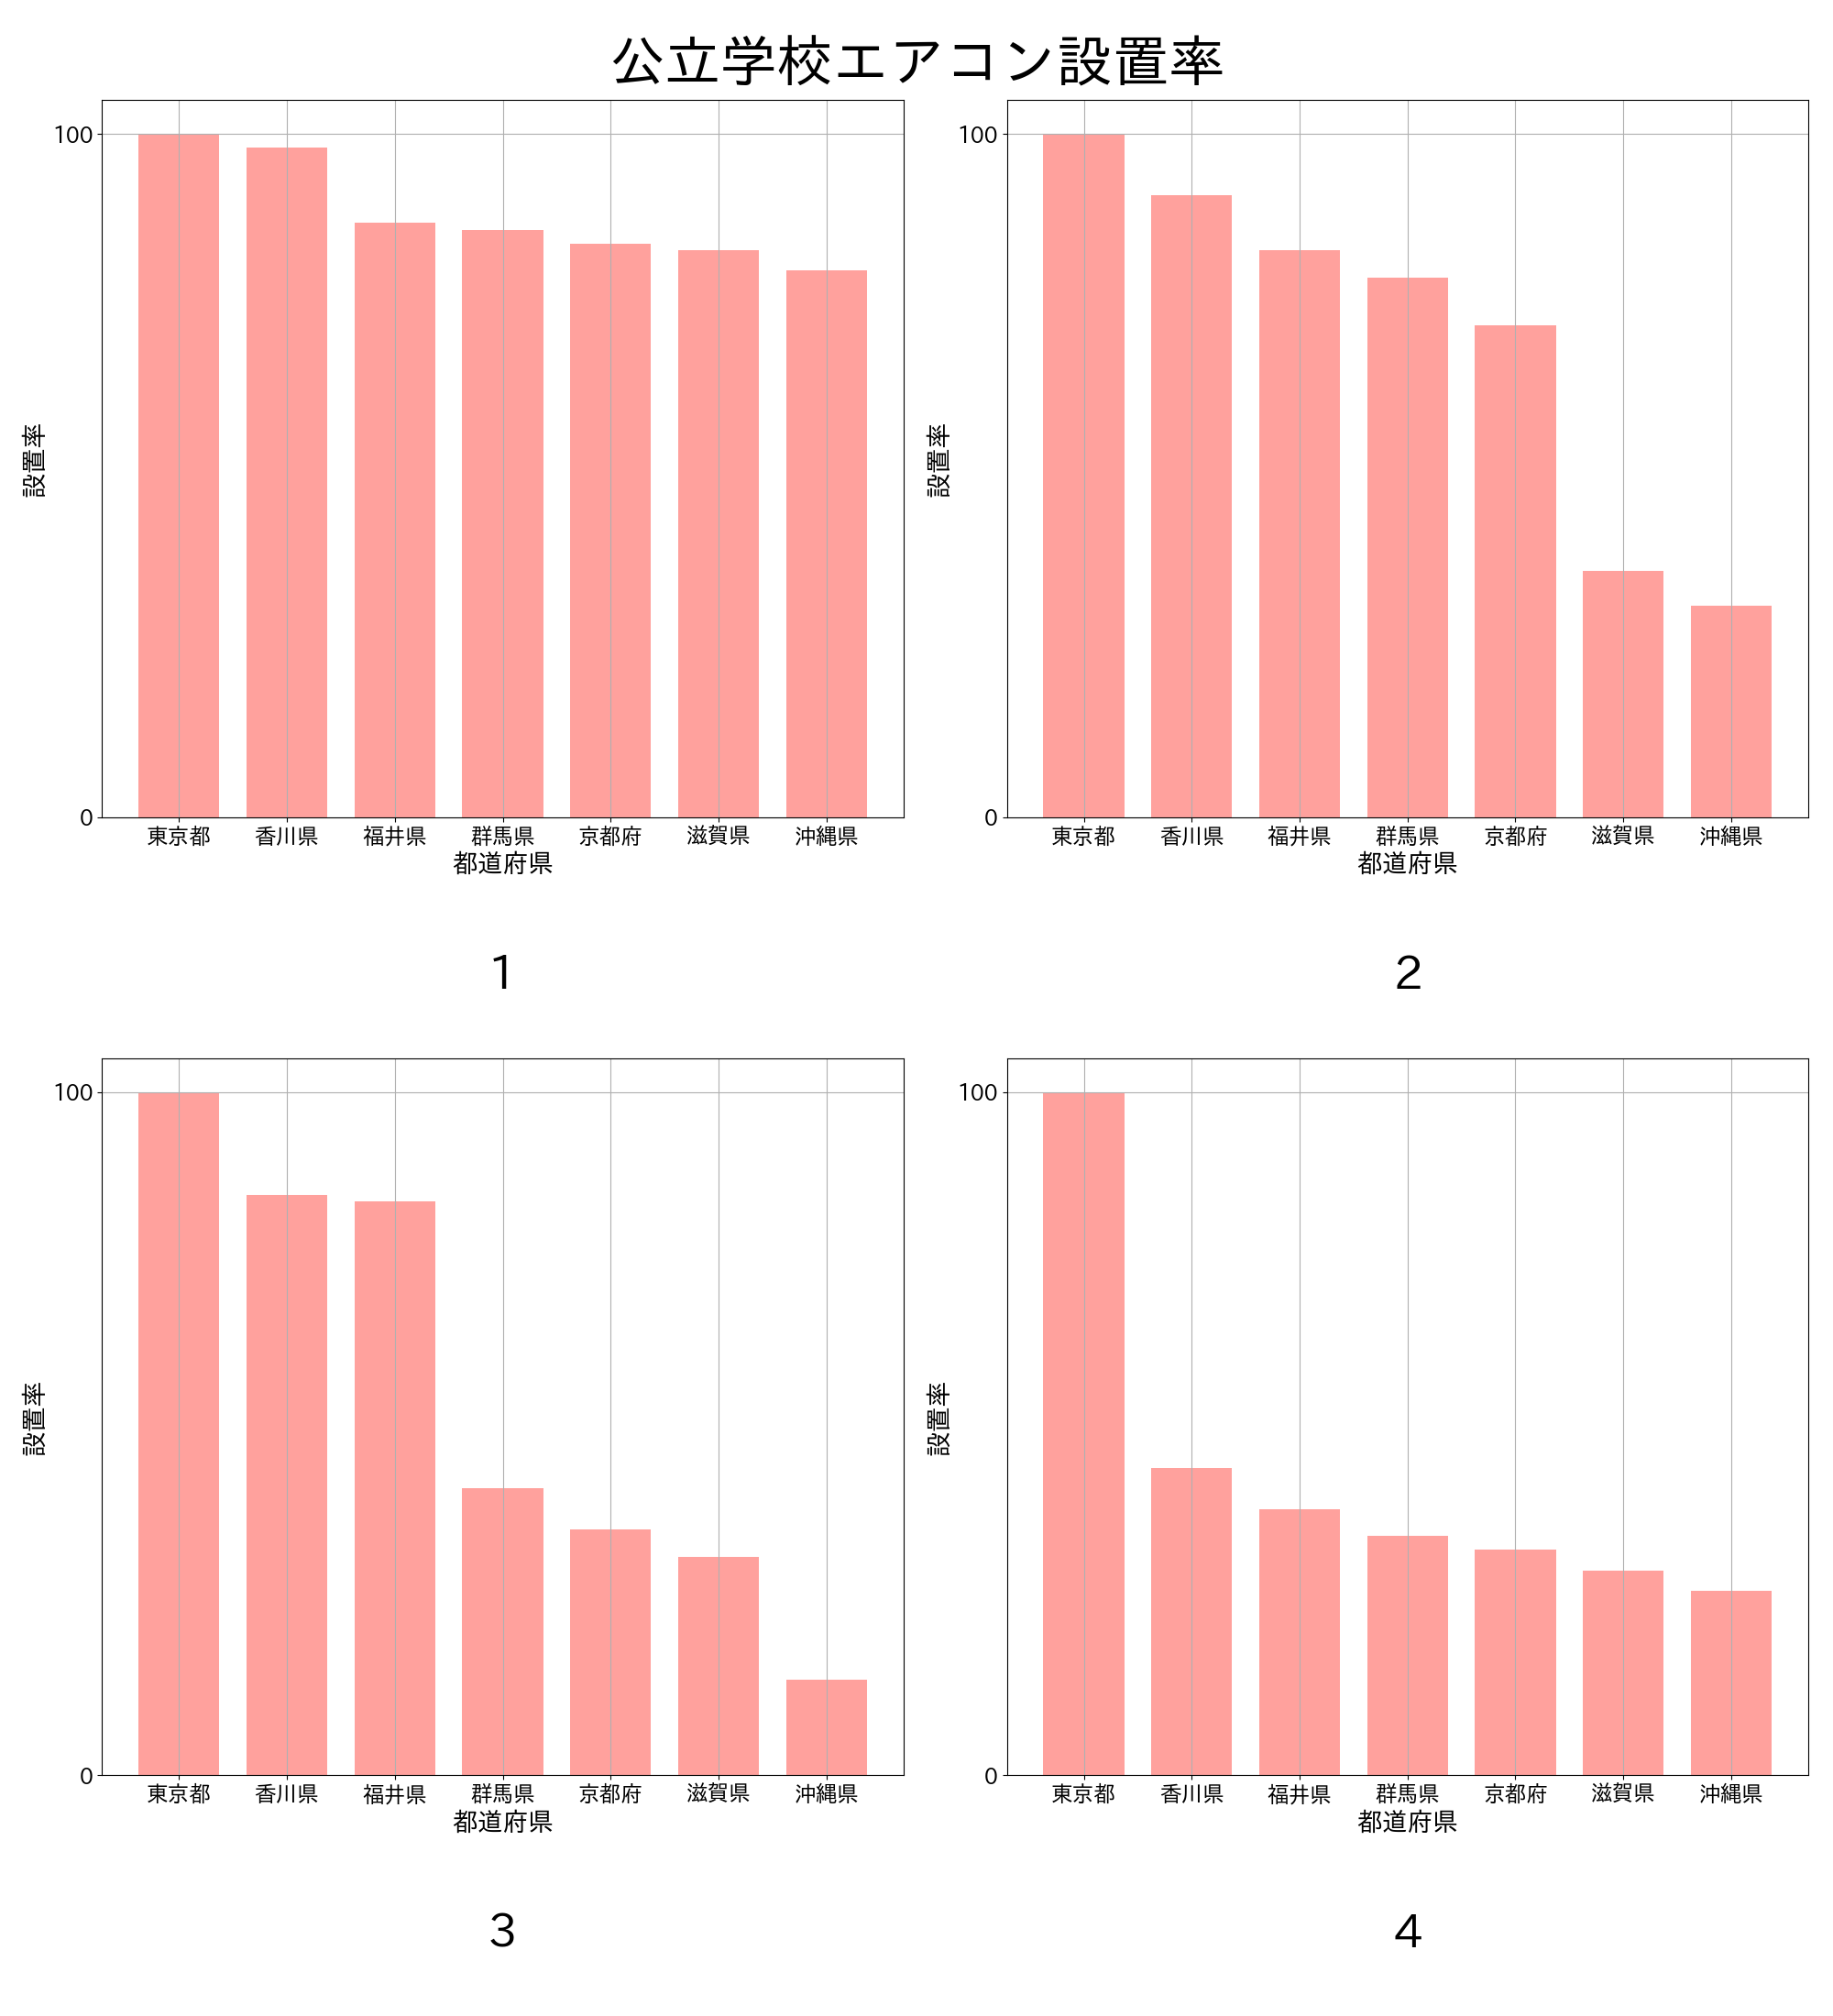 公立学校エアコン設置率
100
0
設置率
東京都 香川県 福井県 群馬県 京都府 滋賀県 沖縄県
都道府県
1
100
0
設置率
東京都 香川県 福井県 群馬県 京都府 滋賀県 沖縄県
都道府県
2
100
0
設置率
東京都 香川県 福井県 群馬県 京都府 滋賀県 沖縄県
都道府県
3
100
0
設置率
東京都 香川県 福井県 群馬県 京都府 滋賀県 沖縄県
都道府県
4